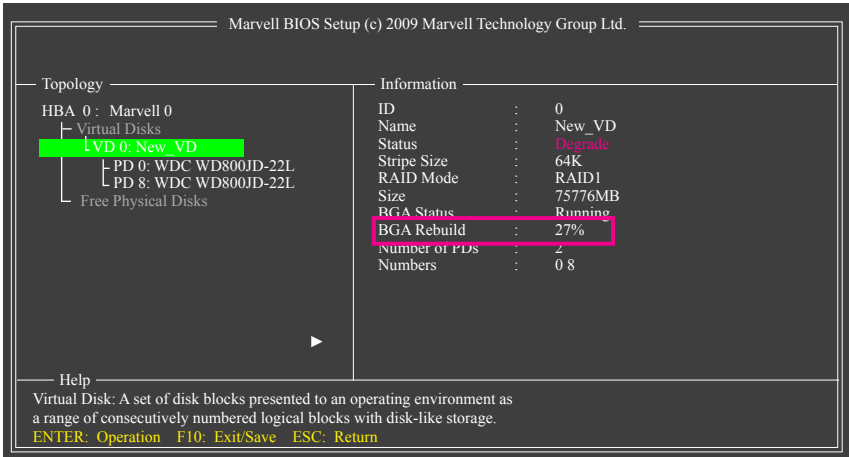 Marvell BIOS Setup (c) 2009 Marvell Technology Group Ltd.
Topology
HBA 0 : Marvell 0
Virtual Disks
VD 0: New_VD
PD 0: WDC WD800JD-22L
PD 8: WDC WD800JD-22L
Free Physical Disks
Information
ID : 0
Name : New_VD
Status : Degrade
Stripe Size : 64K
RAID Mode : RAID1
Size : 75776MB
BGA Status : Running
BGA Rebuild : 27%
Number of PDs : 2
Numbers : 0 8
Help
Virtual Disk: A set of disk blocks presented to an operating environment as
a range of consecutively numbered logical blocks with disk-like storage.
ENTER: Operation F10: Exit/Save ESC: Return